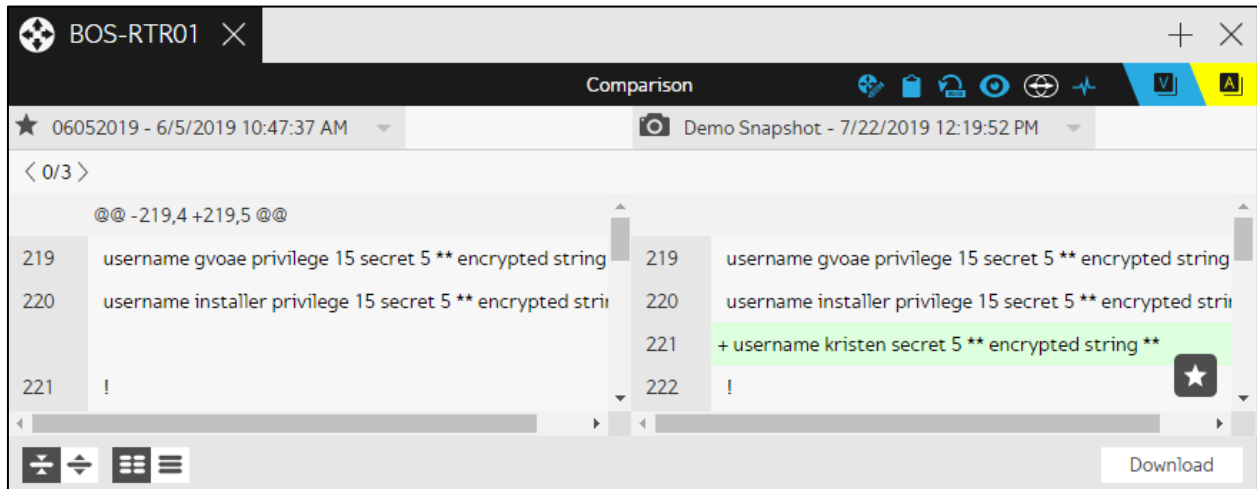 BOS-RTR01
Comparison
V
A
06052019 - 6/5/2019 10:47:37 AM
Demo Snapshot - 7/22/2019 12:19:52 PM
0/3
@@ -219,4 +219,5 @@
219 username gvoae privilege 15 secret 5 ** encrypted string
219 username gvoae privilege 15 secret 5 ** encrypted string
220 username installer privilege 15 secret 5 ** encrypted
220 username installer privilege 15 secret 5 ** encrypted
221 + username kristen secret 5 ** encrypted string **
221 !
222 !
Download